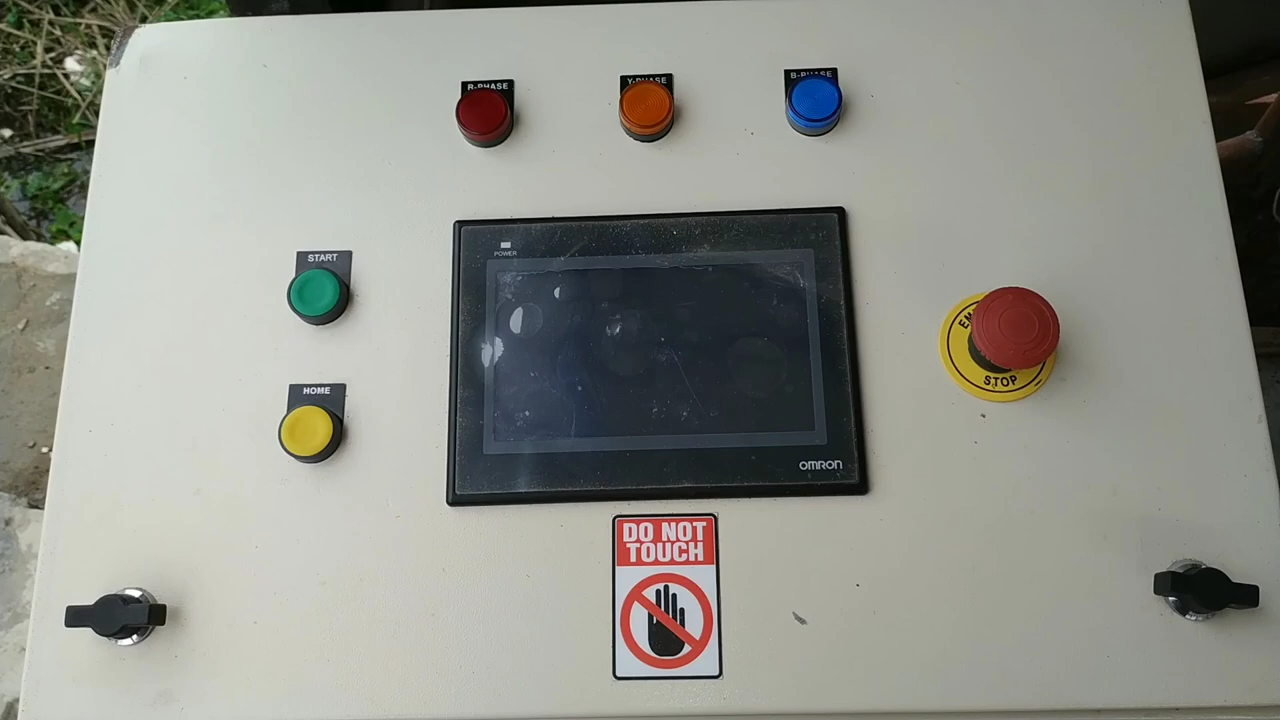 R-PHASE
Y-PHASE
B-PHASE
POWER
START
HOME
STOP
OMRON
DO NOT
TOUCH